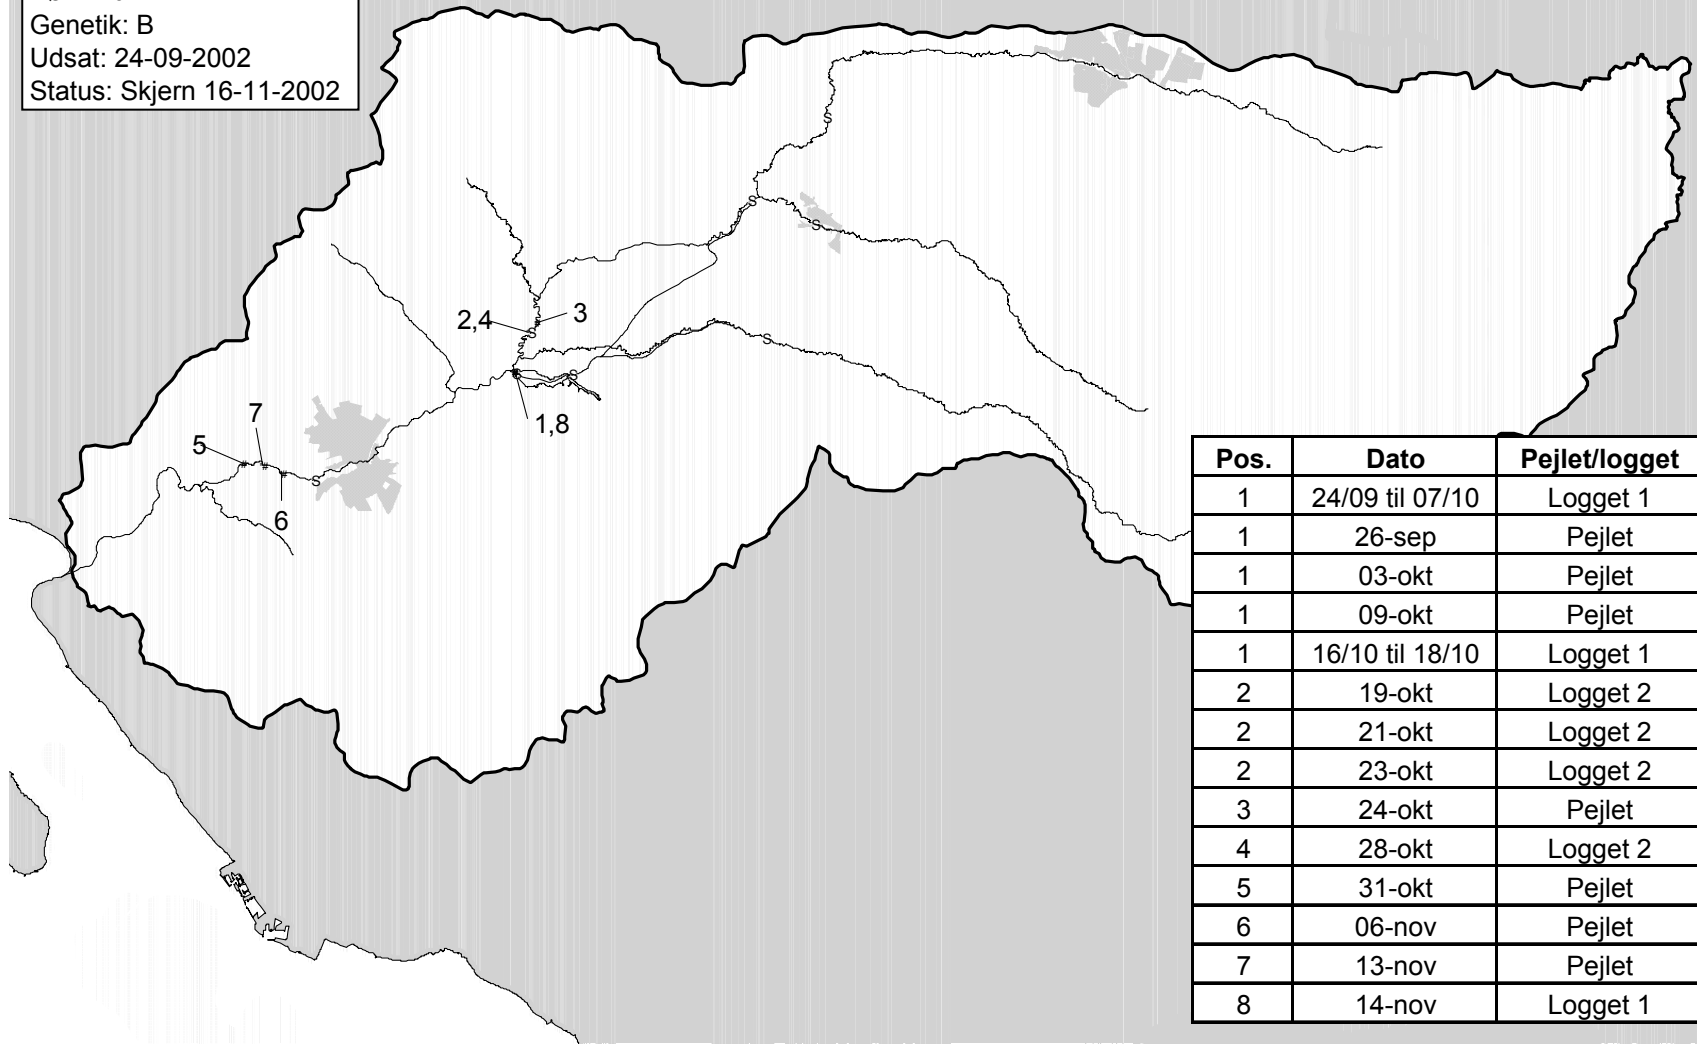 Genetik: B
Udsat: 24-09-2002
Status: Skjern 16-11-2002
S
S
S
2,4
S
3
S
S
1,8
7
5
S
6
Pos. Dato Pejlet/logget
1 24/09 til 07/10 Logget 1
1 26-sep Pejlet
1 03-okt Pejlet
1 09-okt Pejlet
1 16/10 til 18/10 Logget 1
2 19-okt Logget 2
2 21-okt Logget 2
2 23-okt Logget 2
3 24-okt Pejlet
4 28-okt Logget 2
5 31-okt Pejlet
6 06-nov Pejlet
7 13-nov Pejlet
8 14-nov Logget 1